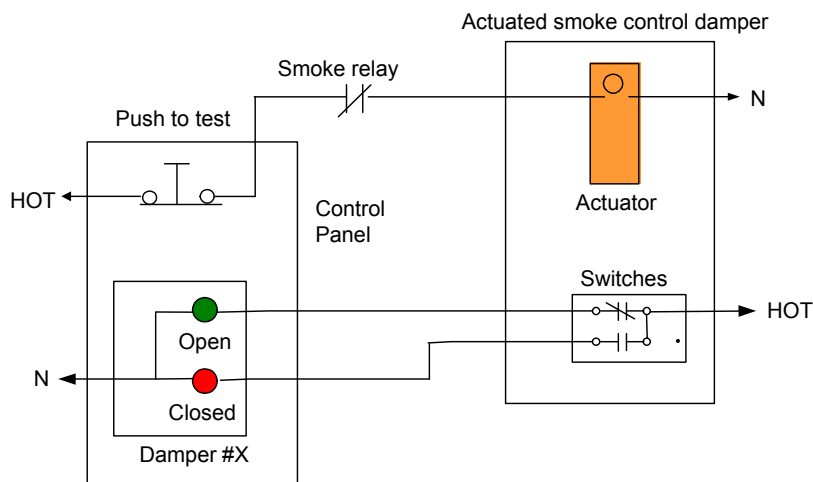 Actuated smoke control damper
Smoke relay
N
Push to test
HOT
Actuator
Control
Panel
Switches
HOT
Open
N
Closed
Damper #X